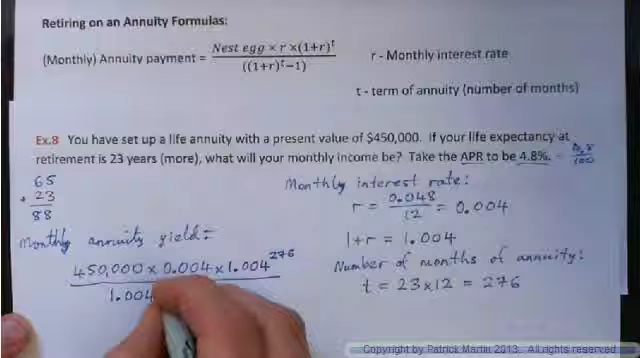 Retiring on an Annuity Formulas:
(Monthly) Annuity payment = Nest egg × r ×(1+r)^t / ((1+r)^t−1)
r - Monthly interest rate
t - term of annuity (number of months)
Ex.8 You have set up a life annuity with a present value of $450,000. If your life expectancy at
retirement is 23 years (more), what will your monthly income be? Take the APR to be 4.8%. = 4.8/100
65
+ 23
88
Monthly interest rate:
r = 0.048/12 = 0.004
1+r = 1.004
Number of months of annuity:
t = 23×12 = 276
Monthly annuity yield =
450,000 × 0.004 × 1.004^276
1.004
Copyright by Patrick Martin 2013. All rights reserved